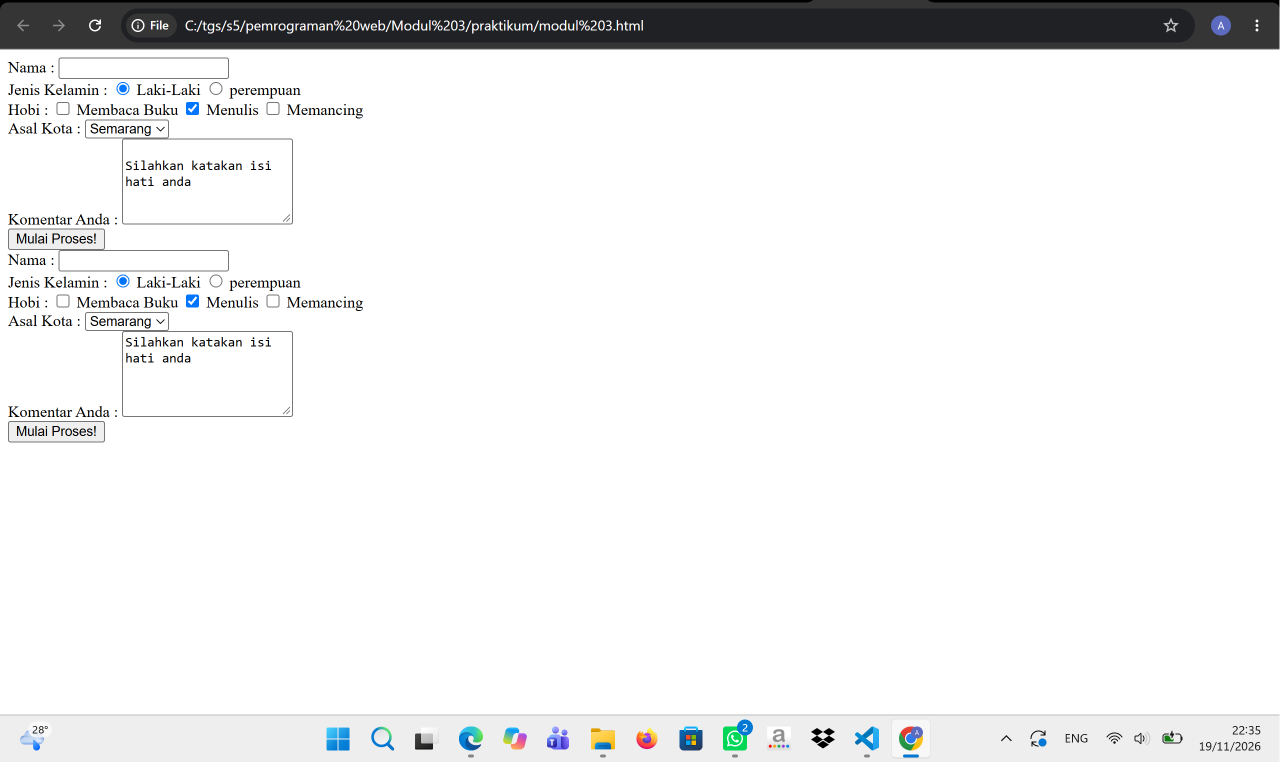 File C:/tgs/s5/pemrograman%20web/Modul%203/praktikum/modul%203.html
A
Nama :
Jenis Kelamin : Laki-Laki perempuan
Hobi : Membaca Buku Menulis Memancing
Asal Kota : Semarang
Silahkan katakan isi
hati anda
Komentar Anda :
Mulai Proses!
Nama :
Jenis Kelamin : Laki-Laki perempuan
Hobi : Membaca Buku Menulis Memancing
Asal Kota : Semarang
Silahkan katakan isi
hati anda
Komentar Anda :
Mulai Proses!
28°
T
2
a
A
ENG
22:35
19/11/2026